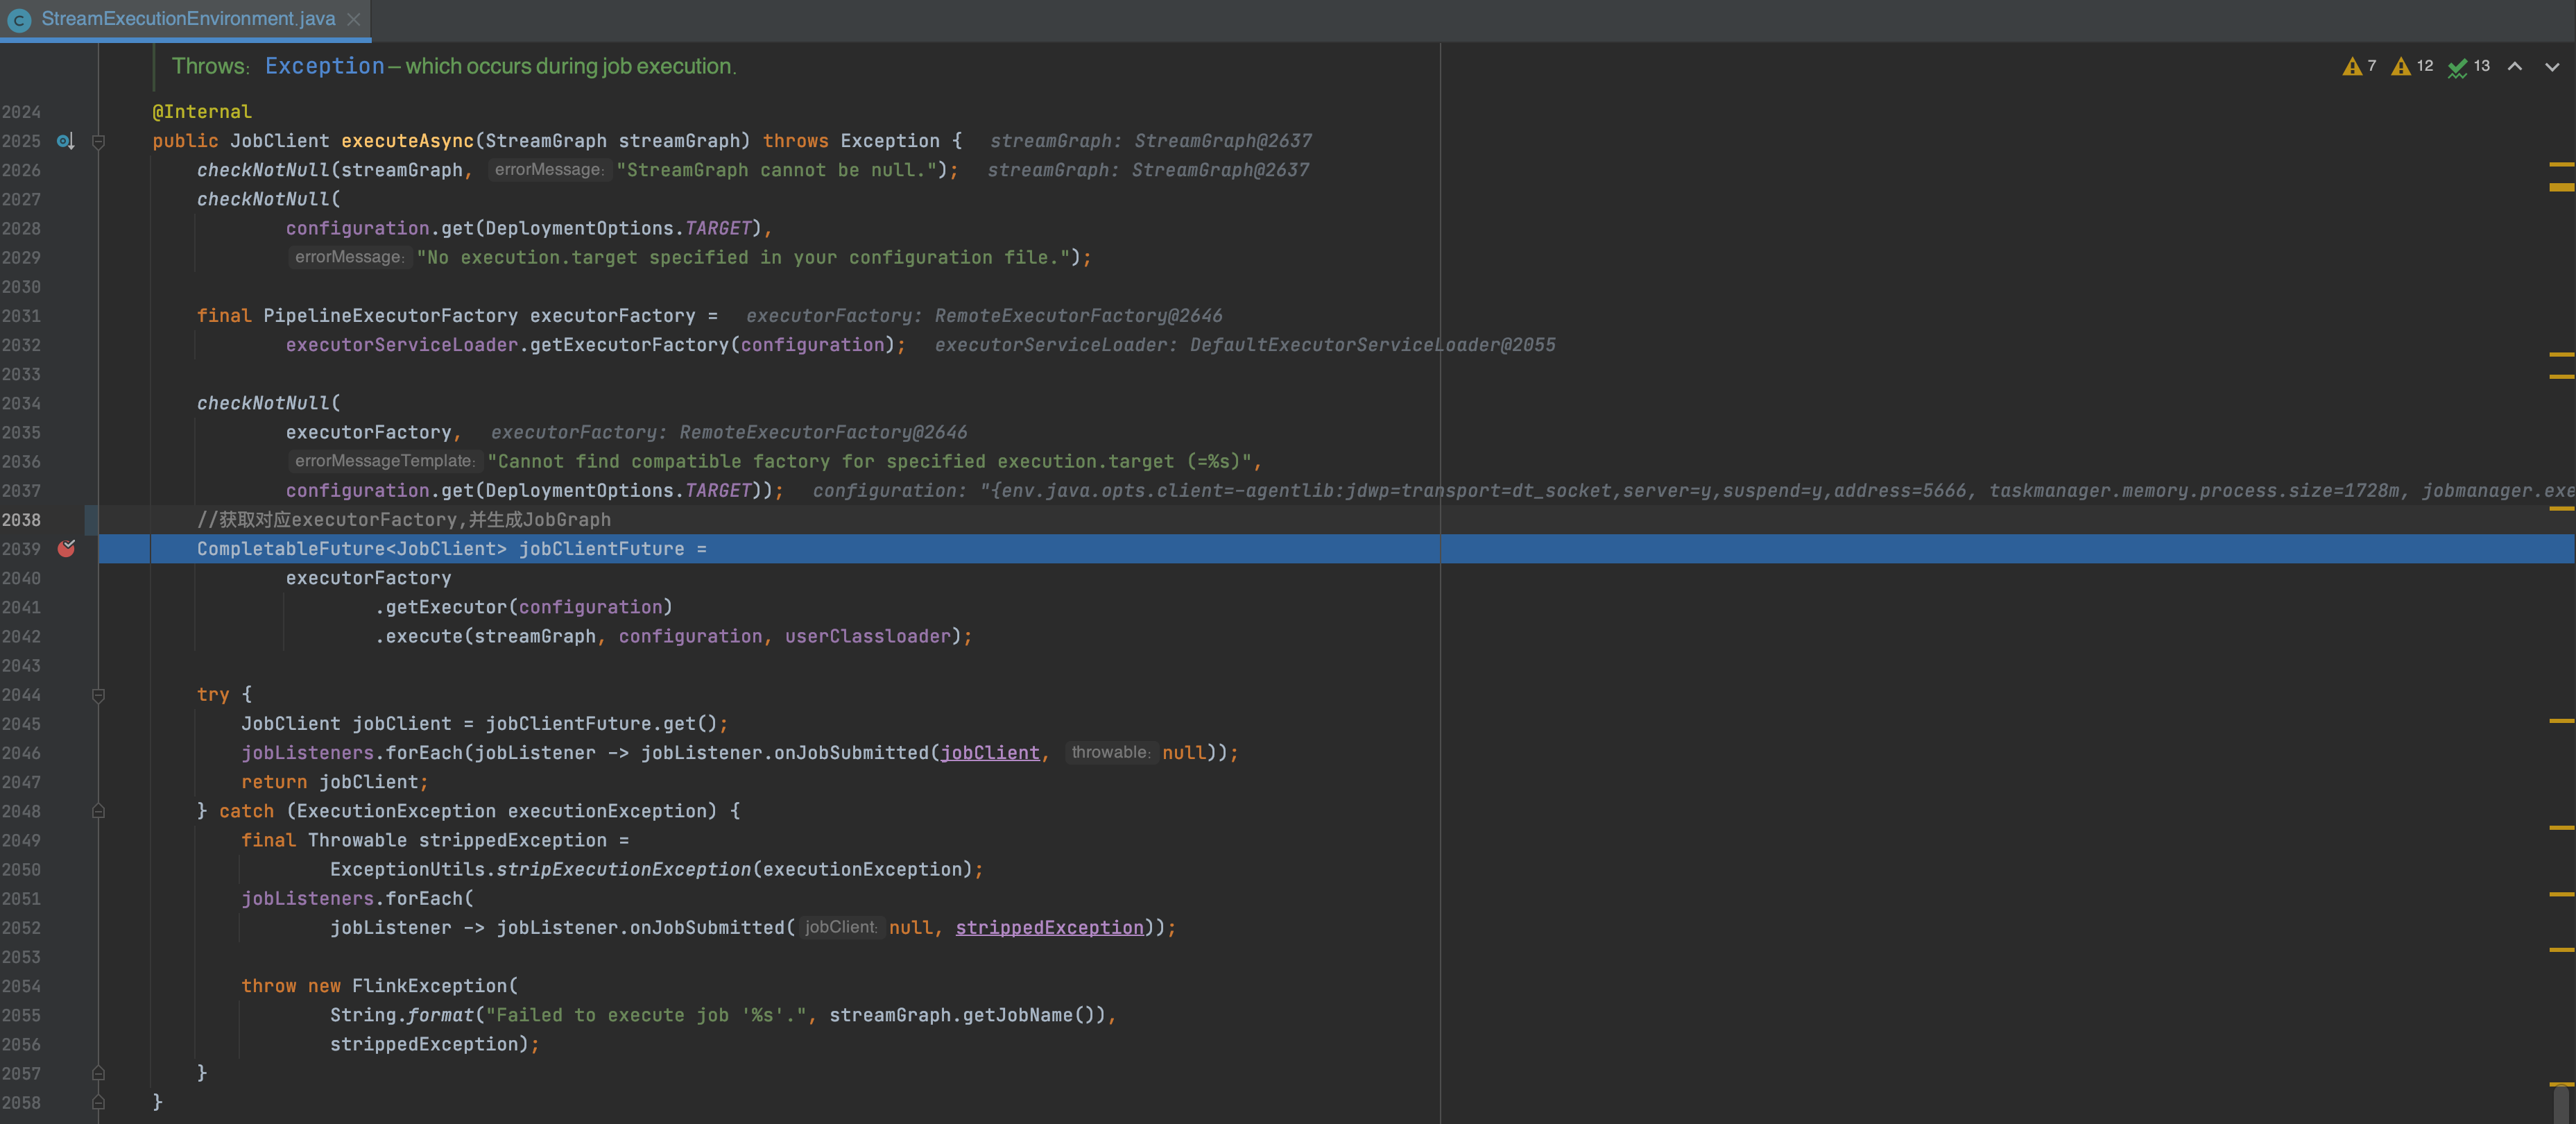 StreamExecutionEnvironment.java
Throws: Exception – which occurs during job execution.
7 12 13
2024 @Internal
2025 public JobClient executeAsync(StreamGraph streamGraph) throws Exception { streamGraph: StreamGraph@2637
2026 checkNotNull(streamGraph, errorMessage: "StreamGraph cannot be null."); streamGraph: StreamGraph@2637
2027 checkNotNull(
2028 configuration.get(DeploymentOptions.TARGET),
2029 errorMessage: "No execution.target specified in your configuration file.");
2030
2031 final PipelineExecutorFactory executorFactory = executorFactory: RemoteExecutorFactory@2646
2032 executorServiceLoader.getExecutorFactory(configuration); executorServiceLoader: DefaultExecutorServiceLoader@2055
2033
2034 checkNotNull(
2035 executorFactory, executorFactory: RemoteExecutorFactory@2646
2036 errorMessageTemplate: "Cannot find compatible factory for specified execution.target (=%s)",
2037 configuration.get(DeploymentOptions.TARGET)); configuration: "{env.java.opts.client=-agentlib:jdwp=transport=dt_socket,server=y,suspend=y,address=5666, taskmanager.memory.process.size=1728m, jobmanager.exe
2038 //获取对应executorFactory,并生成JobGraph
2039 CompletableFuture<JobClient> jobClientFuture =
2040 executorFactory
2041 .getExecutor(configuration)
2042 .execute(streamGraph, configuration, userClassloader);
2043
2044 try {
2045 JobClient jobClient = jobClientFuture.get();
2046 jobListeners.forEach(jobListener -> jobListener.onJobSubmitted(jobClient, throwable: null));
2047 return jobClient;
2048 } catch (ExecutionException executionException) {
2049 final Throwable strippedException =
2050 ExceptionUtils.stripExecutionException(executionException);
2051 jobListeners.forEach(
2052 jobListener -> jobListener.onJobSubmitted( jobClient: null, strippedException));
2053
2054 throw new FlinkException(
2055 String.format("Failed to execute job '%s'.", streamGraph.getJobName()),
2056 strippedException);
2057 }
2058 }